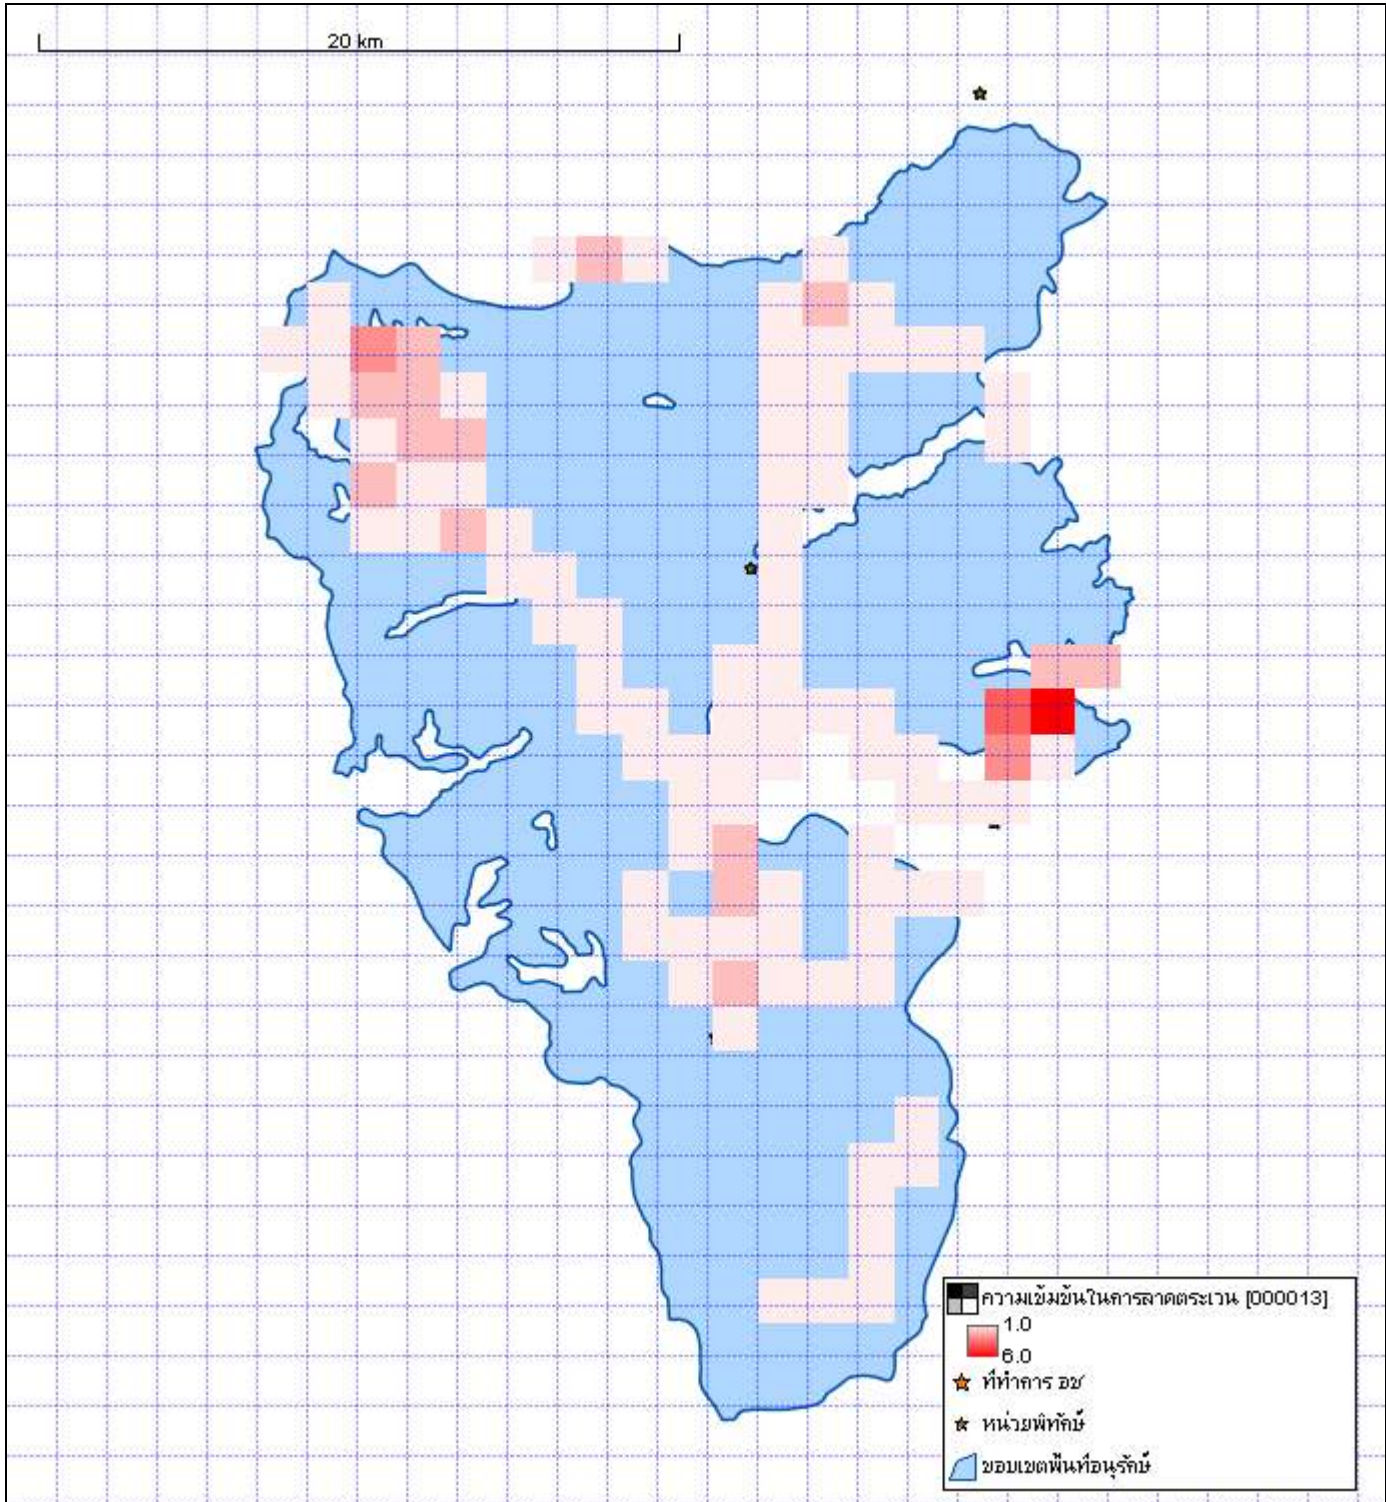 20 km
ความเข้มข้นในการลาดตระเวน [000013]
1.0
6.0
ที่ทำการ อช
หน่วยพิทักษ์
ขอบเขตพื้นที่อนุรักษ์